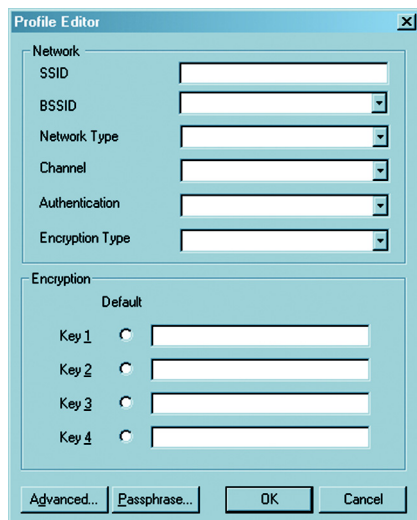 Profile Editor
Network
SSID
BSSID
Network Type
Channel
Authentication
Encryption Type
Encryption
Default
Key 1
Key 2
Key 3
Key 4
Advanced... Passphrase... OK Cancel